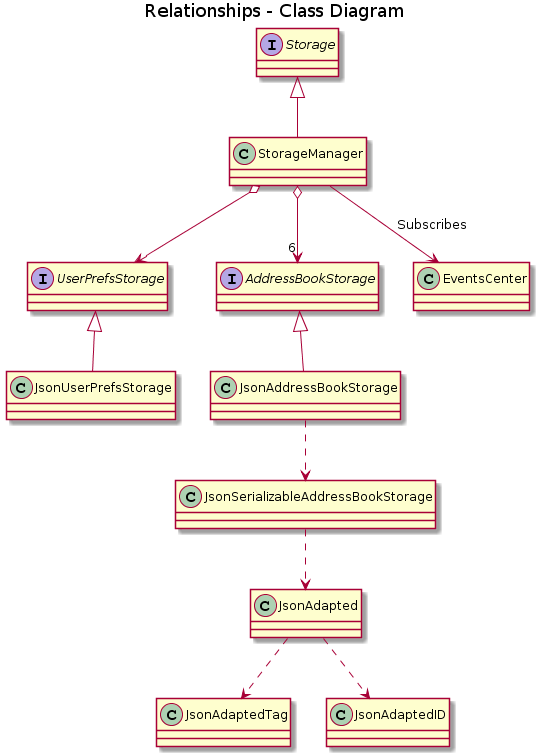 Relationships - Class Diagram
I Storage
C StorageManager
Subscribes
6
I UserPrefsStorage
I AddressBookStorage
C EventsCenter
C JsonUserPrefsStorage
C JsonAddressBookStorage
C JsonSerializableAddressBookStorage
C JsonAdapted
C JsonAdaptedTag
C JsonAdaptedID